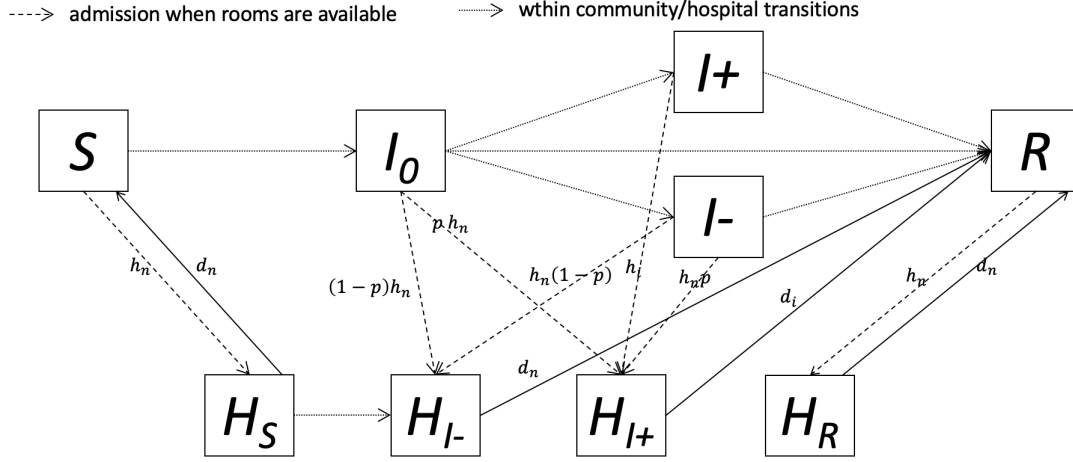 admission when rooms are available
wthin community/hospital transitions
I+
S
I0
R
I-
p hn
hn
dn
(1 − p)hn
hn(1 − p)
hi
hnp
hn
dn
di
dn
HS
HI-
HI+
HR